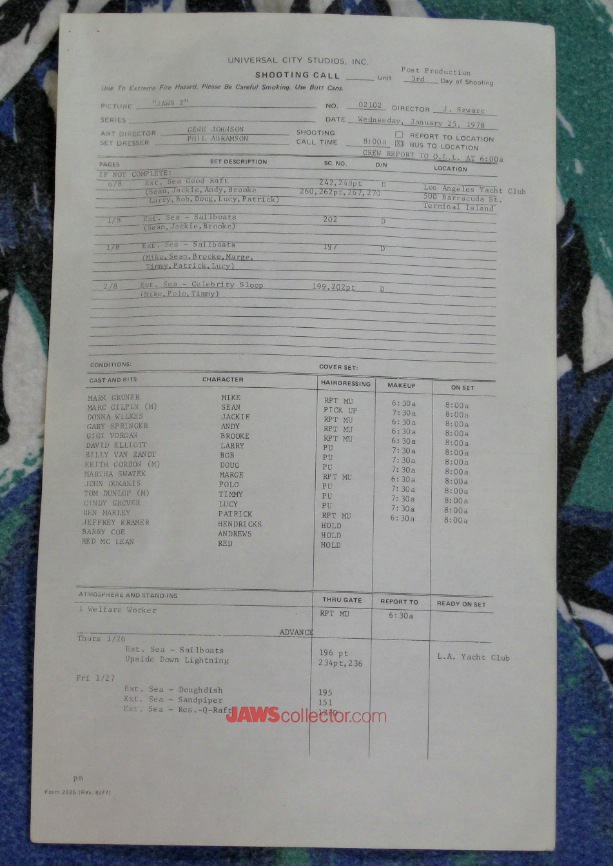 UNIVERSAL CITY STUDIOS, INC.
Post Production
SHOOTING CALL Unit 3rd Day of Shooting
Due To Extreme Fire Hazard, Please Be Careful Smoking. Use Butt Cans.
PICTURE "JAWS 2" NO. 02102 DIRECTOR J. Szwarc
SERIES DATE Wednesday, January 25, 1978
ART DIRECTOR GENE JOHNSON SHOOTING REPORT TO LOCATION
SET DRESSER PHIL ABRAMSON CALL TIME 8:00a BUS TO LOCATION
CREW REPORT TO O.L.L. AT 6:00a
PAGES SET DESCRIPTION SC. NO. D/N LOCATION
IF NOT COMPLETE:
6/8 Ext. Sea Good Raft 242,248pt D Los Angeles Yacht Club
(Sean, Jackie, Andy, Brooke 260,262pt,267,270 500 Barracuda St.
Larry, Bob, Doug, Lucy, Patrick) Terminal Island
1/8 Ext. Sea - Sailboats 202 D
(Sean, Jackie, Brooke)
1/8 Ext. Sea - Sailboats 197 D
(Mike, Sean, Brooke, Marge,
Timmy, Patrick, Lucy)
2/8 Ext. Sea - Celebrity Sloop 199,202pt D
(Mike, Polo, Timmy)
CONDITIONS: COVER SET:
CAST AND BITS CHARACTER HAIRDRESSING MAKEUP ON SET
MARK GRUNER MIKE RPT MU 6:30a 8:00a
MARC GILPIN (M) SEAN PICK UP 7:30a 8:00a
DONNA WILKES JACKIE RPT MU 6:30a 8:00a
GARY SPRINGER ANDY RPT MU 6:30a 8:00a
GIGI VORGAN BROOKE RPT MU 6:30a 8:00a
DAVID ELLIOTT LARRY PU 7:30a 8:00a
BILLY VAN ZANDT BOB PU 7:30a 8:00a
KEITH GORDON (M) DOUG PU 7:30a 8:00a
MARTHA SWATEK MARGE RPT MU 6:30a 8:00a
JOHN DUKAKIS POLO PU 7:30a 8:00a
TOM DUNLOP (M) TIMMY PU 7:30a 8:00a
CINDY GROVER LUCY PU 7:30a 8:00a
BEN MARLEY PATRICK RPT MU 6:30a 8:00a
JEFFREY KRAMER HENDRICKS HOLD
BARRY COE ANDREWS HOLD
RED MC LEAN RED HOLD
ATMOSPHERE AND STAND-INS THRU GATE REPORT TO READY ON SET
1 Welfare Worker RPT MU 6:30a
ADVANCE
Thurs 1/26
Ext. Sea - Sailboats 196 pt L.A. Yacht Club
Upside Down Lightning 234pt,236
Fri 1/27
Ext. Sea - Doughdish 195
Ext. Sea - Sandpiper 151
Ext. Sea - Res.-Q-Raft
JAWScollector.com
pm